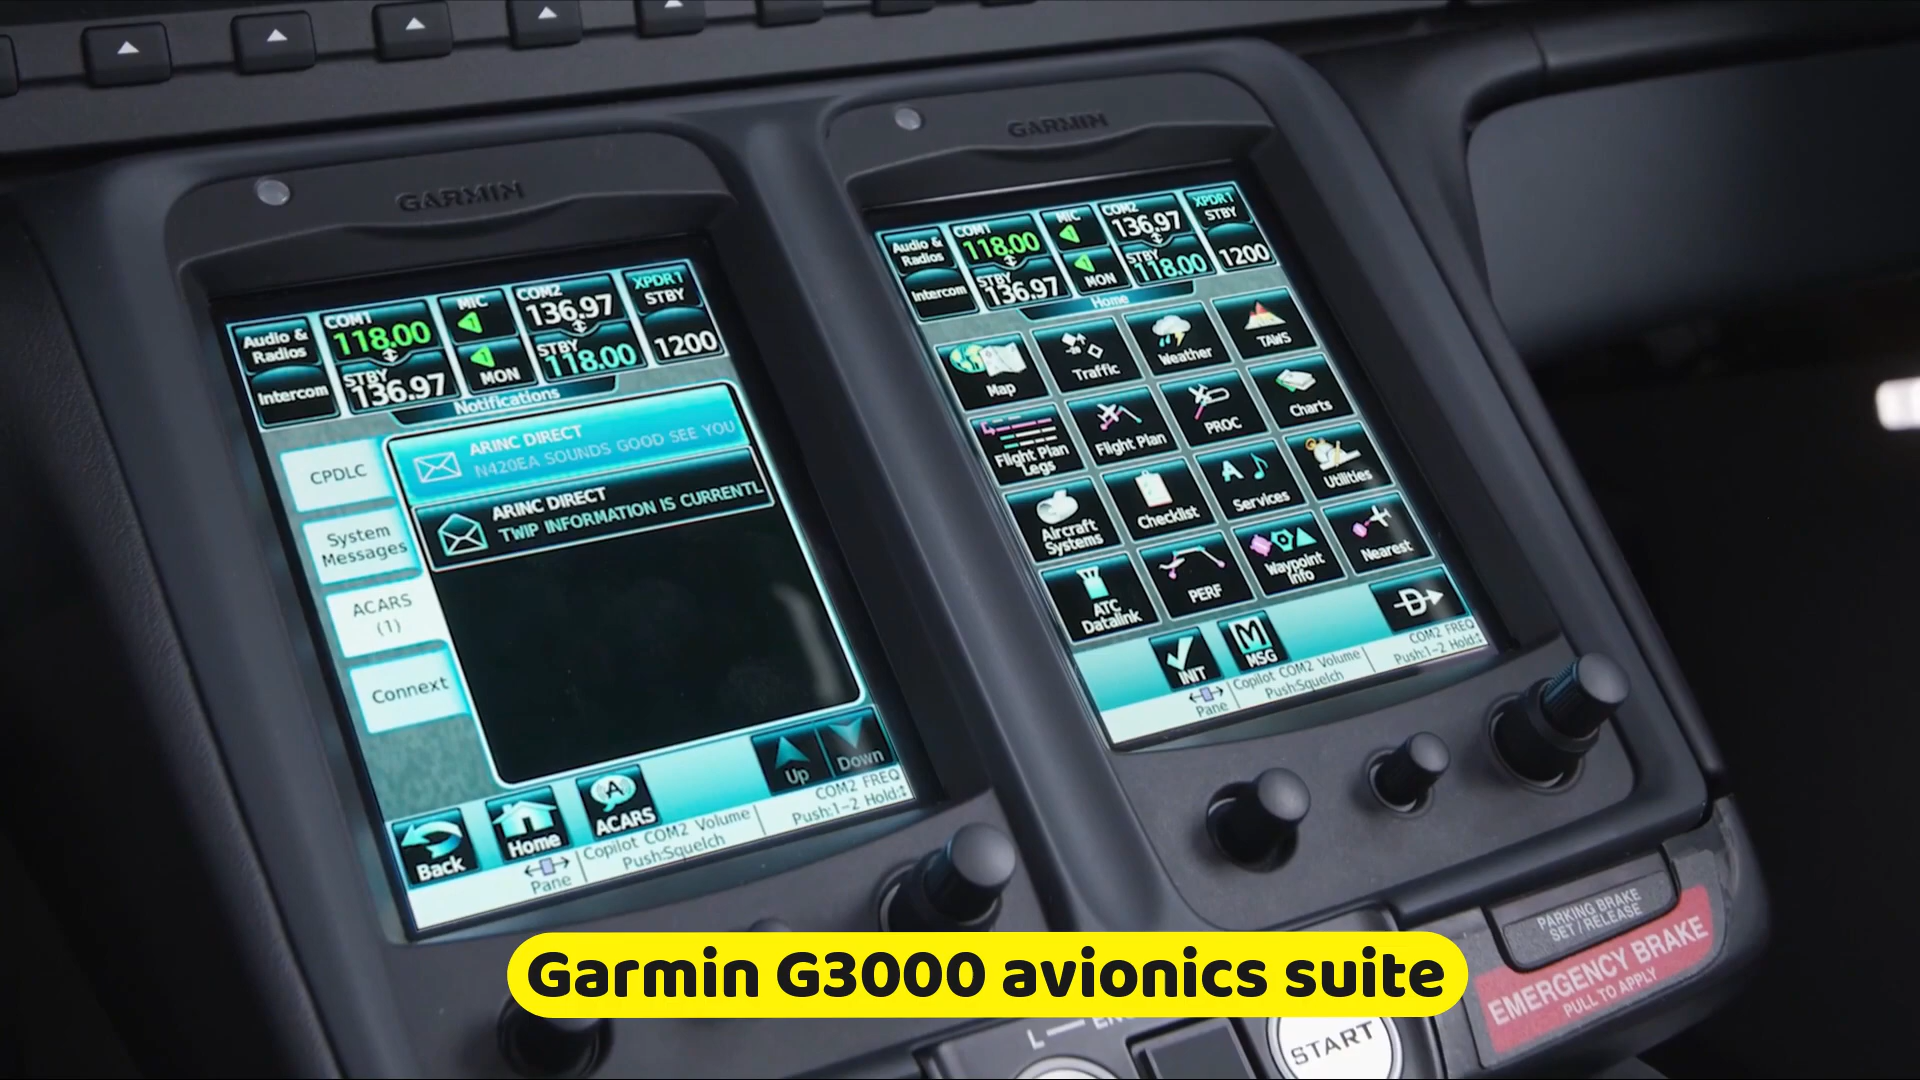 GARMIN
Audio & Radios
Intercom
COM1
118.00
STBY
136.97
MIC
MON
COM2
136.97
STBY
118.00
XPDR1
STBY
1200
Notifications
CPDLC
System
Messages
ACARS
(1)
Connext
ARINC DIRECT
N420EA SOUNDS GOOD SEE YOU
ARINC DIRECT
TWIP INFORMATION IS CURRENTL
Up
Down
Back
Home
ACARS
Pane
Copilot COM2 Volume
Push:Squelch
COM2 FREQ
Push:1-2 Hold:↕
GARMIN
Audio &
Radios
Intercom
COM1
118.00
STBY
136.97
MIC
MON
COM2
136.97
STBY
118.00
XPDR1
STBY
1200
Home
Map
Traffic
Weather
TAWS
Flight Plan
Legs
Flight Plan
PROC
Charts
Aircraft
Systems
Checklist
Services
Utilities
ATC
Datalink
PERF
Waypoint
Info
Nearest
INIT
MSG
Pane
Copilot COM2 Volume
Push:Squelch
COM2 FREQ
Push:1-2 Hold:↕
PARKING BRAKE
SET / RELEASE
EMERGENCY BRAKE
PULL TO APPLY
Garmin G3000 avionics suite
L
START